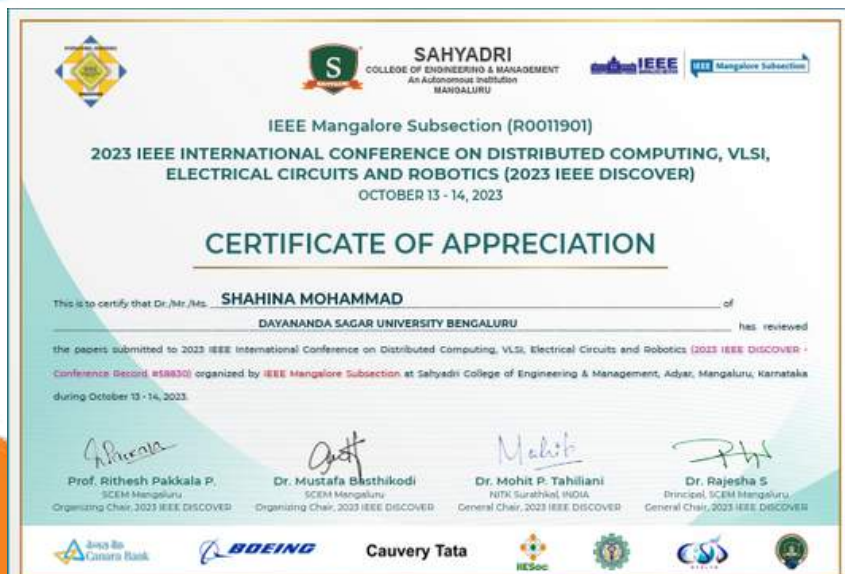 S
SAHYADRI
SAHYADRI
COLLEGE OF ENGINEERING & MANAGEMENT
An Autonomous Institution
MANGALURU
IEEE
IEEE Mangalore Subsection
IEEE Mangalore Subsection (R0011901)
2023 IEEE INTERNATIONAL CONFERENCE ON DISTRIBUTED COMPUTING, VLSI,
ELECTRICAL CIRCUITS AND ROBOTICS (2023 IEEE DISCOVER)
OCTOBER 13 - 14, 2023
CERTIFICATE OF APPRECIATION
This is to certify that Dr./Mr./Ms. SHAHINA MOHAMMAD of
DAYANANDA SAGAR UNIVERSITY BENGALURU has reviewed
the papers submitted to 2023 IEEE International Conference on Distributed Computing, VLSI, Electrical Circuits and Robotics (2023 IEEE DISCOVER -
Conference Record #58830) organized by IEEE Mangalore Subsection at Sahyadri College of Engineering & Management, Adyar, Mangaluru, Karnataka
during October 13 - 14, 2023.
Prof. Rithesh Pakkala P. Dr. Mustafa Basthikodi Dr. Mohit P. Tahiliani Dr. Rajesha S
SCEM Mangaluru SCEM Mangaluru NITK Surathkal, INDIA Principal, SCEM Mangaluru
Organizing Chair, 2023 IEEE DISCOVER Organizing Chair, 2023 IEEE DISCOVER General Chair, 2023 IEEE DISCOVER General Chair, 2023 IEEE DISCOVER
Canara Bank BOEING Cauvery Tata IIESoc